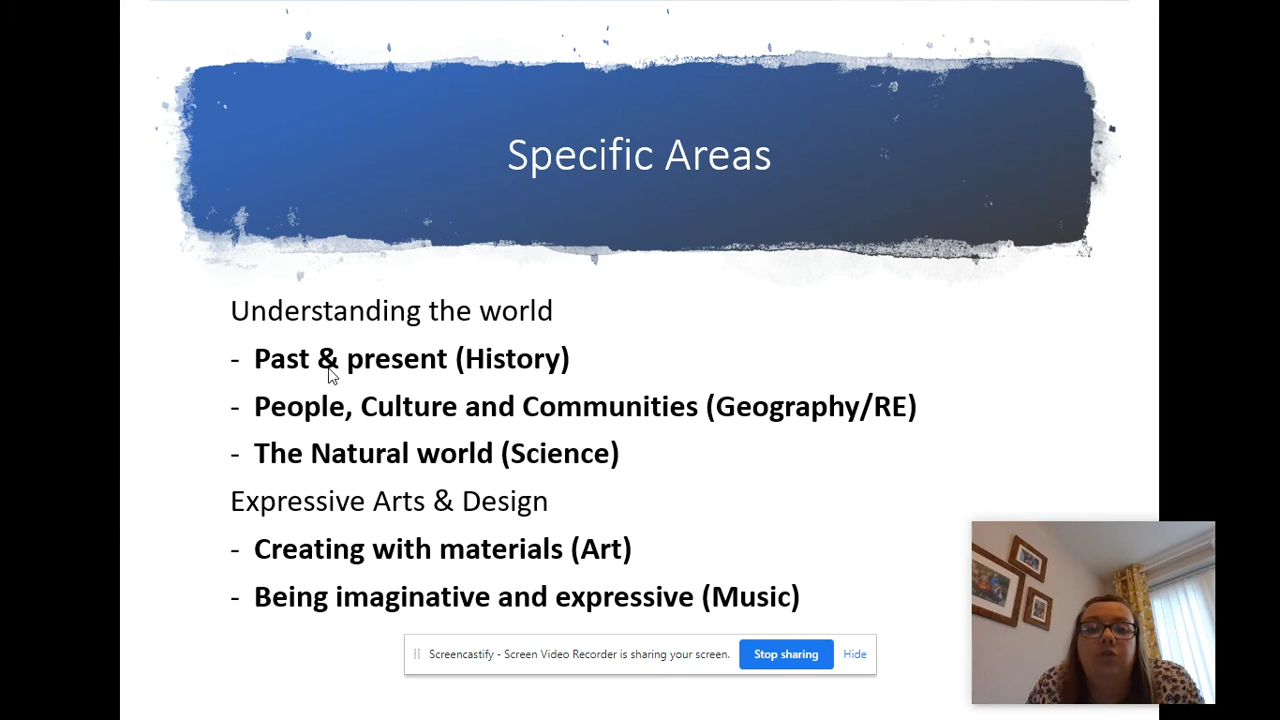 Specific Areas
Understanding the world
- Past & present (History)
- People, Culture and Communities (Geography/RE)
- The Natural world (Science)
Expressive Arts & Design
- Creating with materials (Art)
- Being imaginative and expressive (Music)
Screencastify - Screen Video Recorder is sharing your screen. Stop sharing Hide